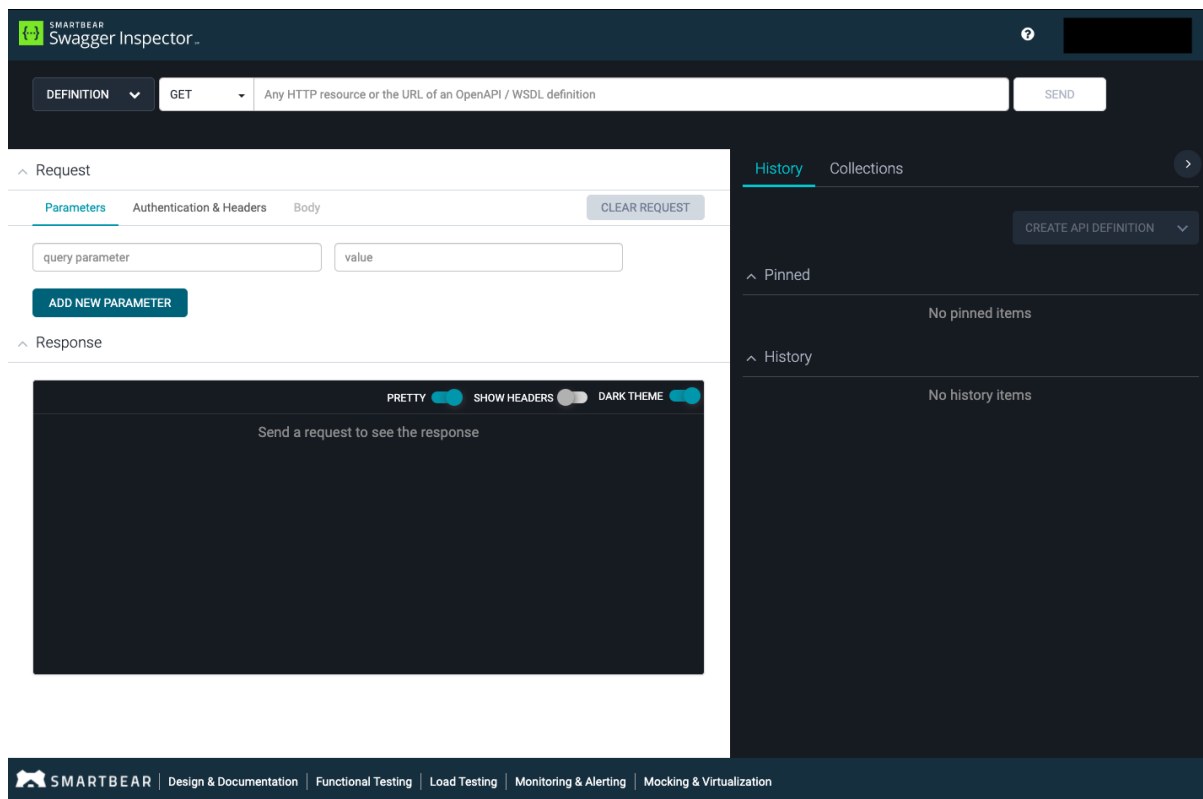 SMARTBEAR
{··} Swagger Inspector™
?
DEFINITION GET Any HTTP resource or the URL of an OpenAPI / WSDL definition SEND
Request
Parameters Authentication & Headers Body CLEAR REQUEST
query parameter value
ADD NEW PARAMETER
Response
PRETTY SHOW HEADERS DARK THEME
Send a request to see the response
History Collections
CREATE API DEFINITION
Pinned
No pinned items
History
No history items
SMARTBEAR | Design & Documentation | Functional Testing | Load Testing | Monitoring & Alerting | Mocking & Virtualization